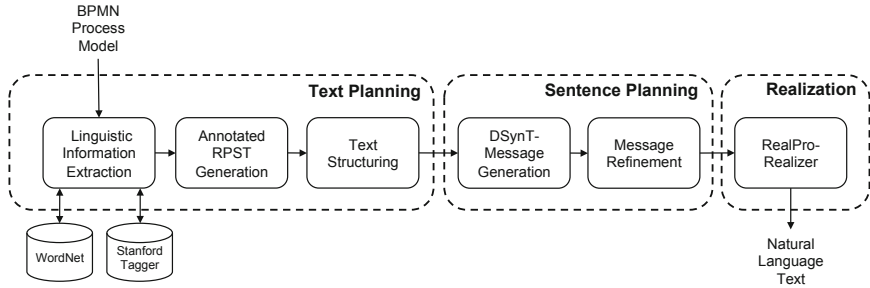 BPMN
Process
Model
Text Planning
Sentence Planning
Realization
Linguistic
Information
Extraction
Annotated
RPST
Generation
Text
Structuring
DSynT-
Message
Generation
Message
Refinement
RealPro-
Realizer
WordNet
Stanford
Tagger
Natural
Language
Text